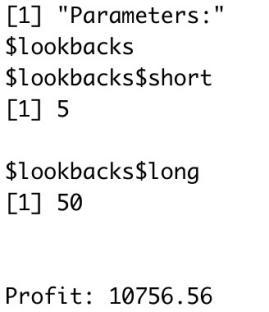 [1] "Parameters:"
$lookbacks
$lookbacks$short
[1] 5
$lookbacks$long
[1] 50
Profit: 10756.56